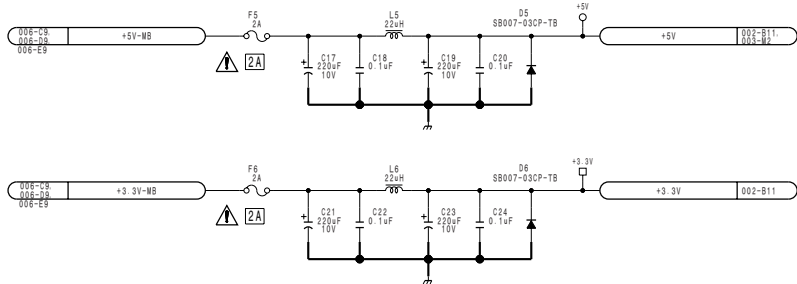 F5
2A
L5
22uH
D5
SB007-03CP-TB
+5V
006-C9.
006-D9.
006-E9
+5V-MB
+5V
002-B11.
003-M2
2A
C17
220uF
10V
C18
0.1uF
C19
220uF
10V
C20
0.1uF
F6
2A
L6
22uH
D6
SB007-03CP-TB
+3.3V
006-C9.
006-D9.
006-E9
+3.3V-MB
+3.3V
002-B11
2A
C21
220uF
10V
C22
0.1uF
C23
220uF
10V
C24
0.1uF